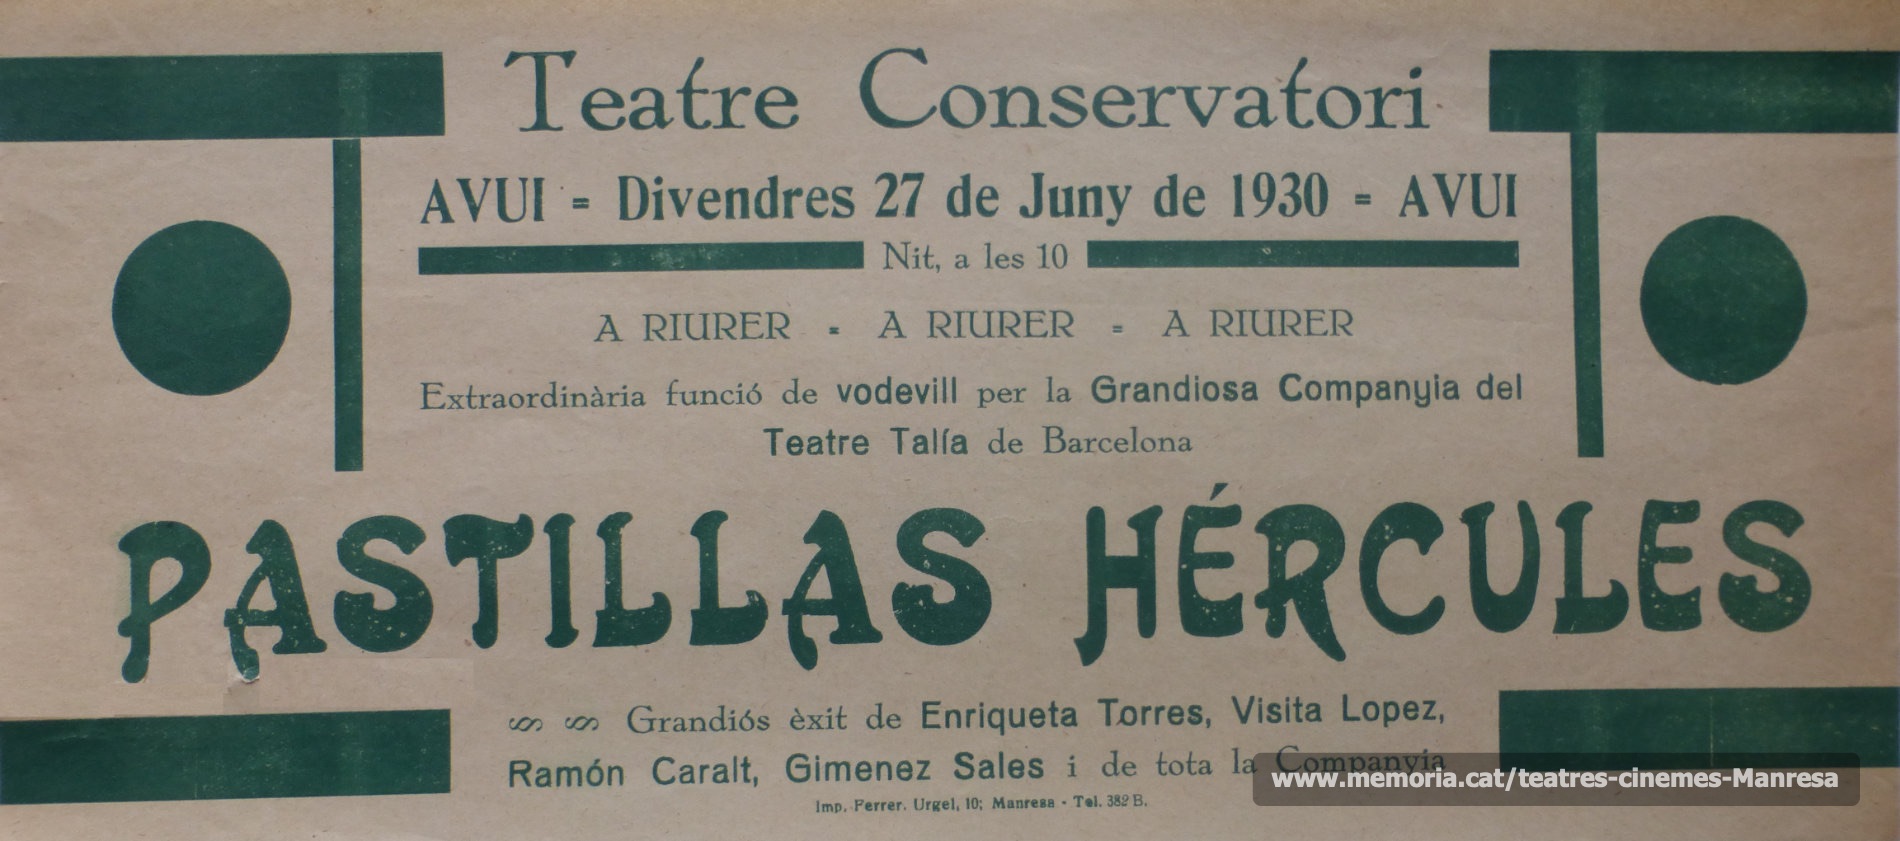 Teatre Conservatori
AVUI = Divendres 27 de Juny de 1930 = AVUI
Nit, a les 10
A RIURER = A RIURER = A RIURER
Extraordinària funció de vodevill per la Grandiosa Companyia del
Teatre Talía de Barcelona
PASTILLAS HÉRCULES
Grandiós èxit de Enriqueta Torres, Visita Lopez,
Ramón Caralt, Gimenez Sales i de tota la Companyia
www.memoria.cat/teatres-cinemes-Manresa
Imp. Ferrer. Urgel, 10; Manresa - Tel. 382 B.